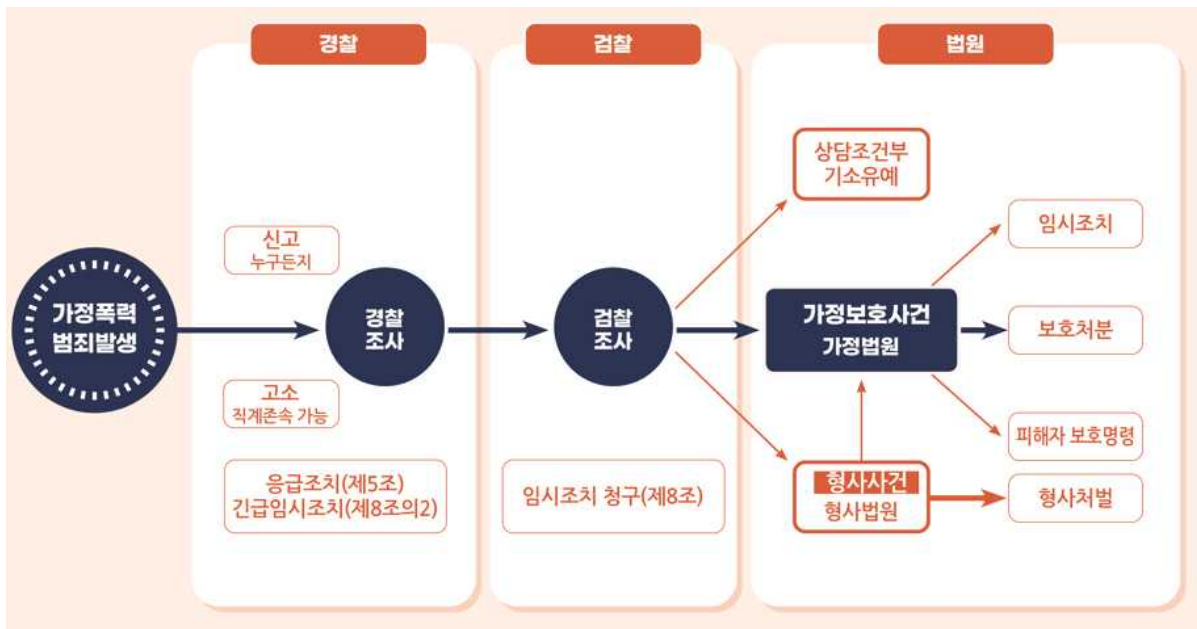 경찰
검찰
법원
가정폭력
범죄발생
신고
누구든지
고소
직계존속 가능
경찰
조사
응급조치(제5조)
긴급임시조치(제8조의2)
검찰
조사
임시조치 청구(제8조)
상담조건부
기소유예
가정보호사건
가정법원
형사사건
형사법원
임시조치
보호처분
피해자 보호명령
형사처벌